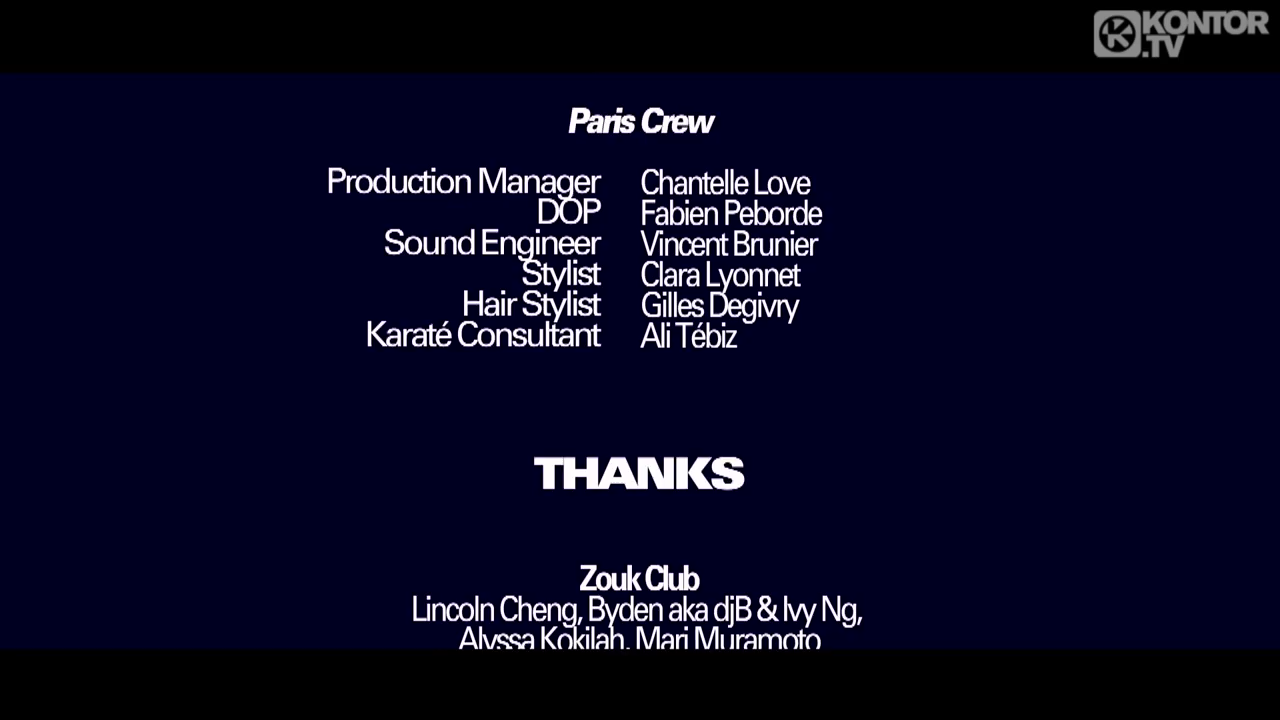 KONTOR
.TV
Paris Crew
Production Manager Chantelle Love
DOP Fabien Peborde
Sound Engineer Vincent Brunier
Stylist Clara Lyonnet
Hair Stylist Gilles Degivry
Karaté Consultant Ali Tébiz
THANKS
Zouk Club
Lincoln Cheng, Byden aka djB & Ivy Ng,
Alyssa Kokilah, Mari Muramoto